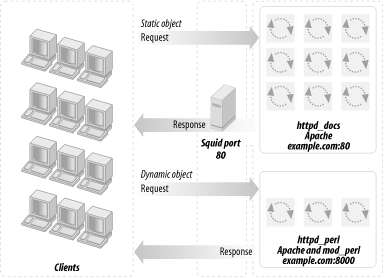 Static object
Request
Response
Squid port
80
httpd_docs
Apache
example.com:80
Dynamic object
Request
Response
httpd_perl
Apache and mod_perl
example.com:8000
Clients